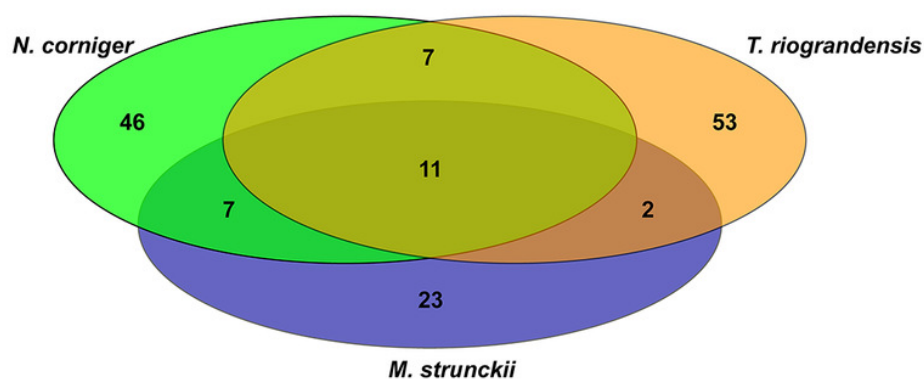 N. corniger
T. riograndensis
7
46
53
11
7
2
23
M. strunckii